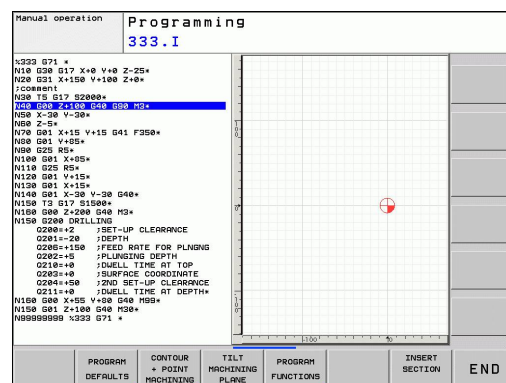 Manual operation
Programming
333.I
%333 G71 *
N10 G30 G17 X+0 Y+0 Z-25*
N20 G31 X+150 Y+100 Z+0*
;comment
N30 T5 G17 S2000*
N40 G00 Z+100 G40 G90 M3*
N50 X-30 Y-30*
N60 Z-5*
N70 G01 X+15 Y+15 G41 F350*
N80 G01 Y+85*
N90 G25 R5*
N100 G01 X+85*
N110 G25 R5*
N120 G01 Y+15*
N130 G01 X+15*
N140 G01 X-30 Y-30 G40*
N150 T3 G17 S1500*
N160 G00 Z+200 G40 M3*
N150 G200 DRILLING
Q200=+2 ;SET-UP CLEARANCE
Q201=-20 ;DEPTH
Q206=+150 ;FEED RATE FOR PLNGNG
Q202=+5 ;PLUNGING DEPTH
Q210=+0 ;DWELL TIME AT TOP
Q203=+0 ;SURFACE COORDINATE
Q204=+50 ;2ND SET-UP CLEARANCE
Q211=+0 ;DWELL TIME AT DEPTH*
N160 G00 X+55 Y+80 G40 M99*
N150 G01 Z+100 G40 M30*
N99999999 %333 G71 *
PROGRAM DEFAULTS
CONTOUR + POINT MACHINING
TILT MACHINING PLANE
PROGRAM FUNCTIONS
INSERT SECTION
END